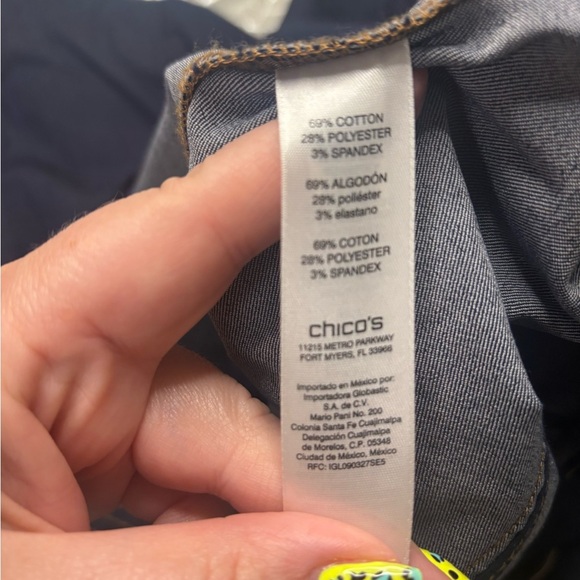 69% COTTON
28% POLYESTER
3% SPANDEX
69% ALGODÓN
28% poliéster
3% elastano
69% COTON
28% POLYESTER
3% SPANDEX
chico's
11215 METRO PARKWAY
FORT MYERS, FL 33966
Importado en México por:
Importadora Globastic
S.A. de C.V.
Mario Pani No. 200
Colonia Santa Fe Cuajimalpa
Delegación Cuajimalpa
de Morelos, C.P. 05348
Ciudad de México, México
RFC: IGL090327SE5